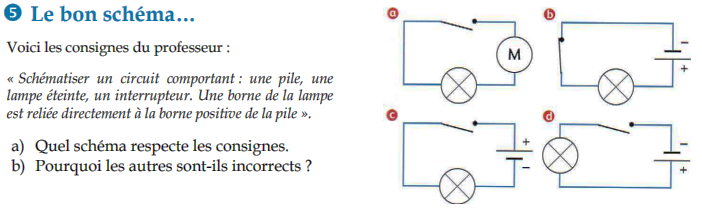 5 Le bon schéma…
Voici les consignes du professeur :
« Schématiser un circuit comportant : une pile, une
lampe éteinte, un interrupteur. Une borne de la lampe
est reliée directement à la borne positive de la pile ».
a) Quel schéma respecte les consignes.
b) Pourquoi les autres sont-ils incorrects ?
a
M
b
-
+
c
+
-
d
-
+